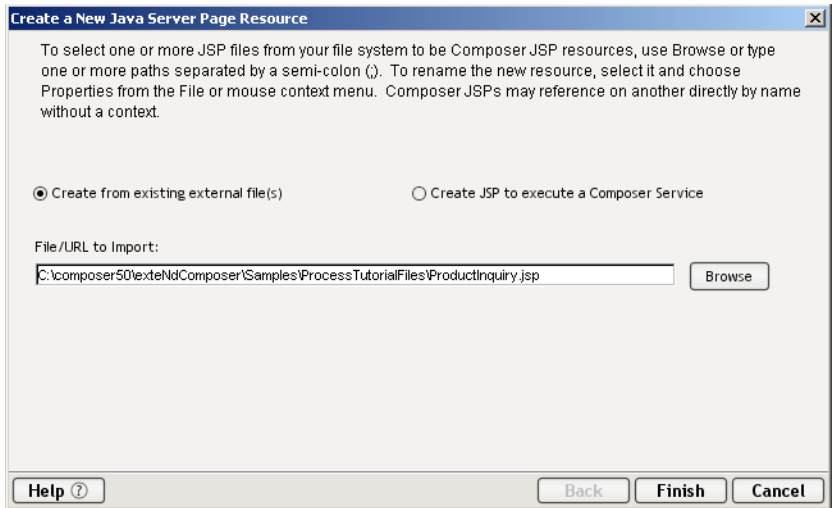 Create a New Java Server Page Resource
To select one or more JSP files from your file system to be Composer JSP resources, use Browse or type
one or more paths separated by a semi-colon (;). To rename the new resource, select it and choose
Properties from the File or mouse context menu. Composer JSPs may reference on another directly by name
without a context.
Create from existing external file(s)
Create JSP to execute a Composer Service
File/URL to Import:
C:\composer50\exteNdComposer\Samples\ProcessTutorialFiles\ProductInquiry.jsp
Browse
Help ?
Back
Finish
Cancel